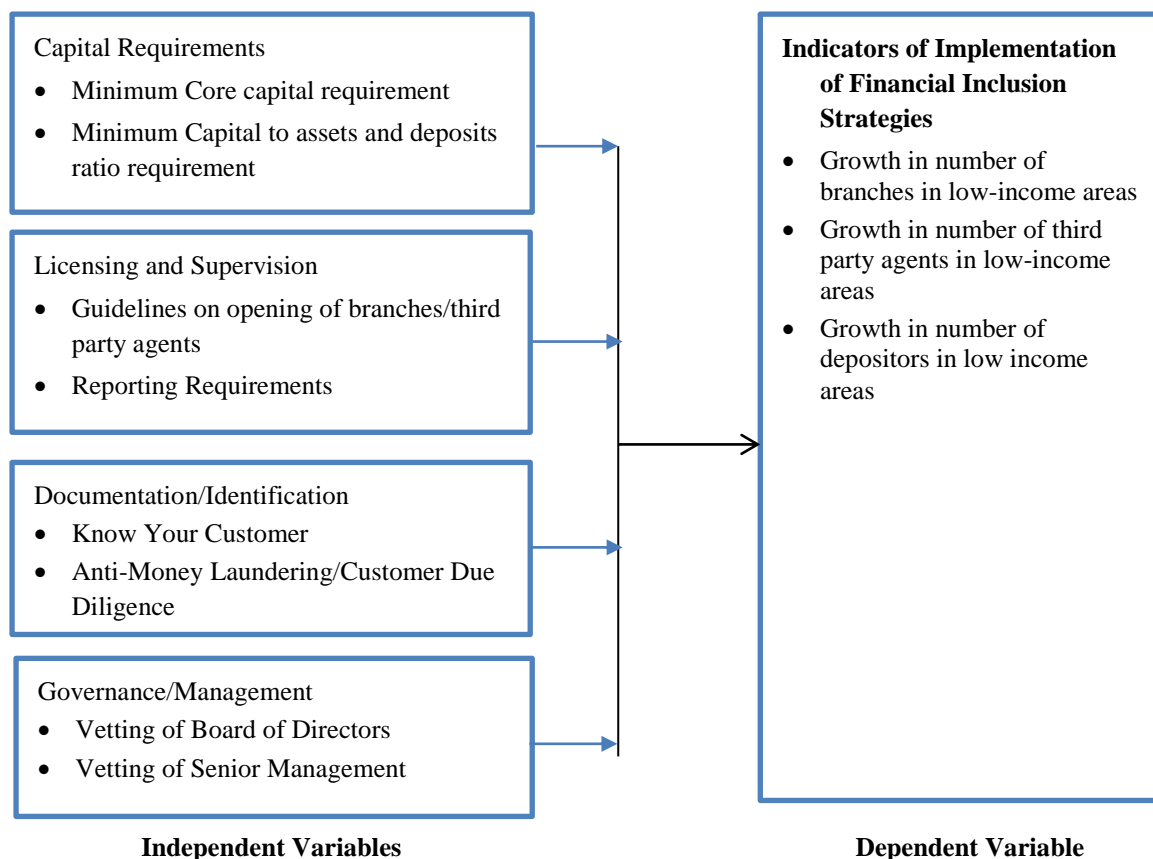 Capital Requirements
• Minimum Core capital requirement
• Minimum Capital to assets and deposits
ratio requirement
Licensing and Supervision
• Guidelines on opening of branches/third
party agents
• Reporting Requirements
Documentation/Identification
• Know Your Customer
• Anti-Money Laundering/Customer Due
Diligence
Governance/Management
• Vetting of Board of Directors
• Vetting of Senior Management
Independent Variables
Indicators of Implementation
of Financial Inclusion
Strategies
• Growth in number of
branches in low-income areas
• Growth in number of third
party agents in low-income
areas
• Growth in number of
depositors in low income
areas
Dependent Variable